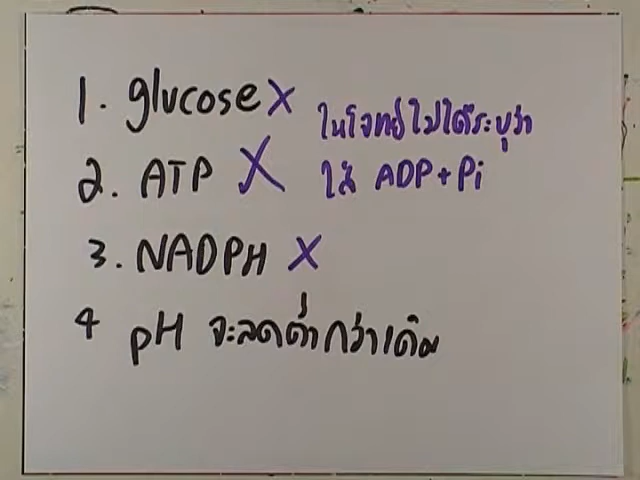 1. glucose X
ในโจทย์ไม่ได้ระบุว่า
2. ATP X ใส่ ADP+Pi
3. NADPH X
4 pH จะลดต่ำกว่าเดิม